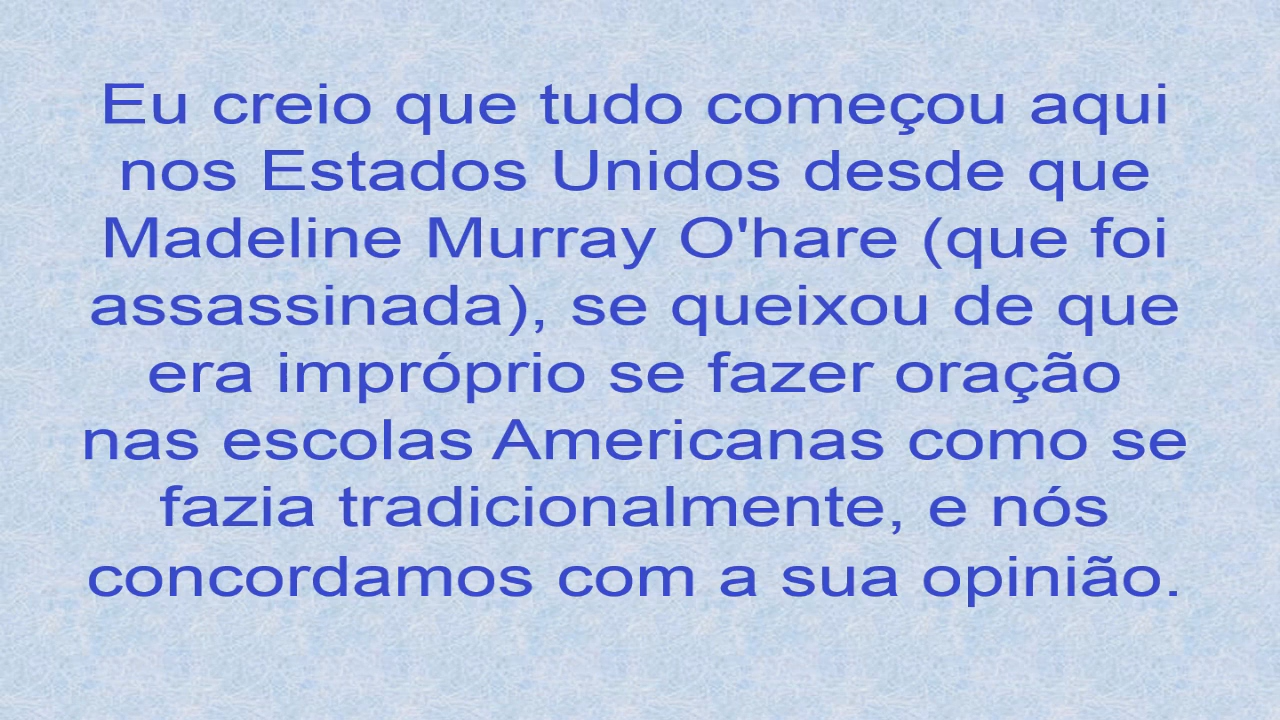 Eu creio que tudo começou aqui
nos Estados Unidos desde que
Madeline Murray O'hare (que foi
assassinada), se queixou de que
era impróprio se fazer oração
nas escolas Americanas como se
fazia tradicionalmente, e nós
concordamos com a sua opinião.